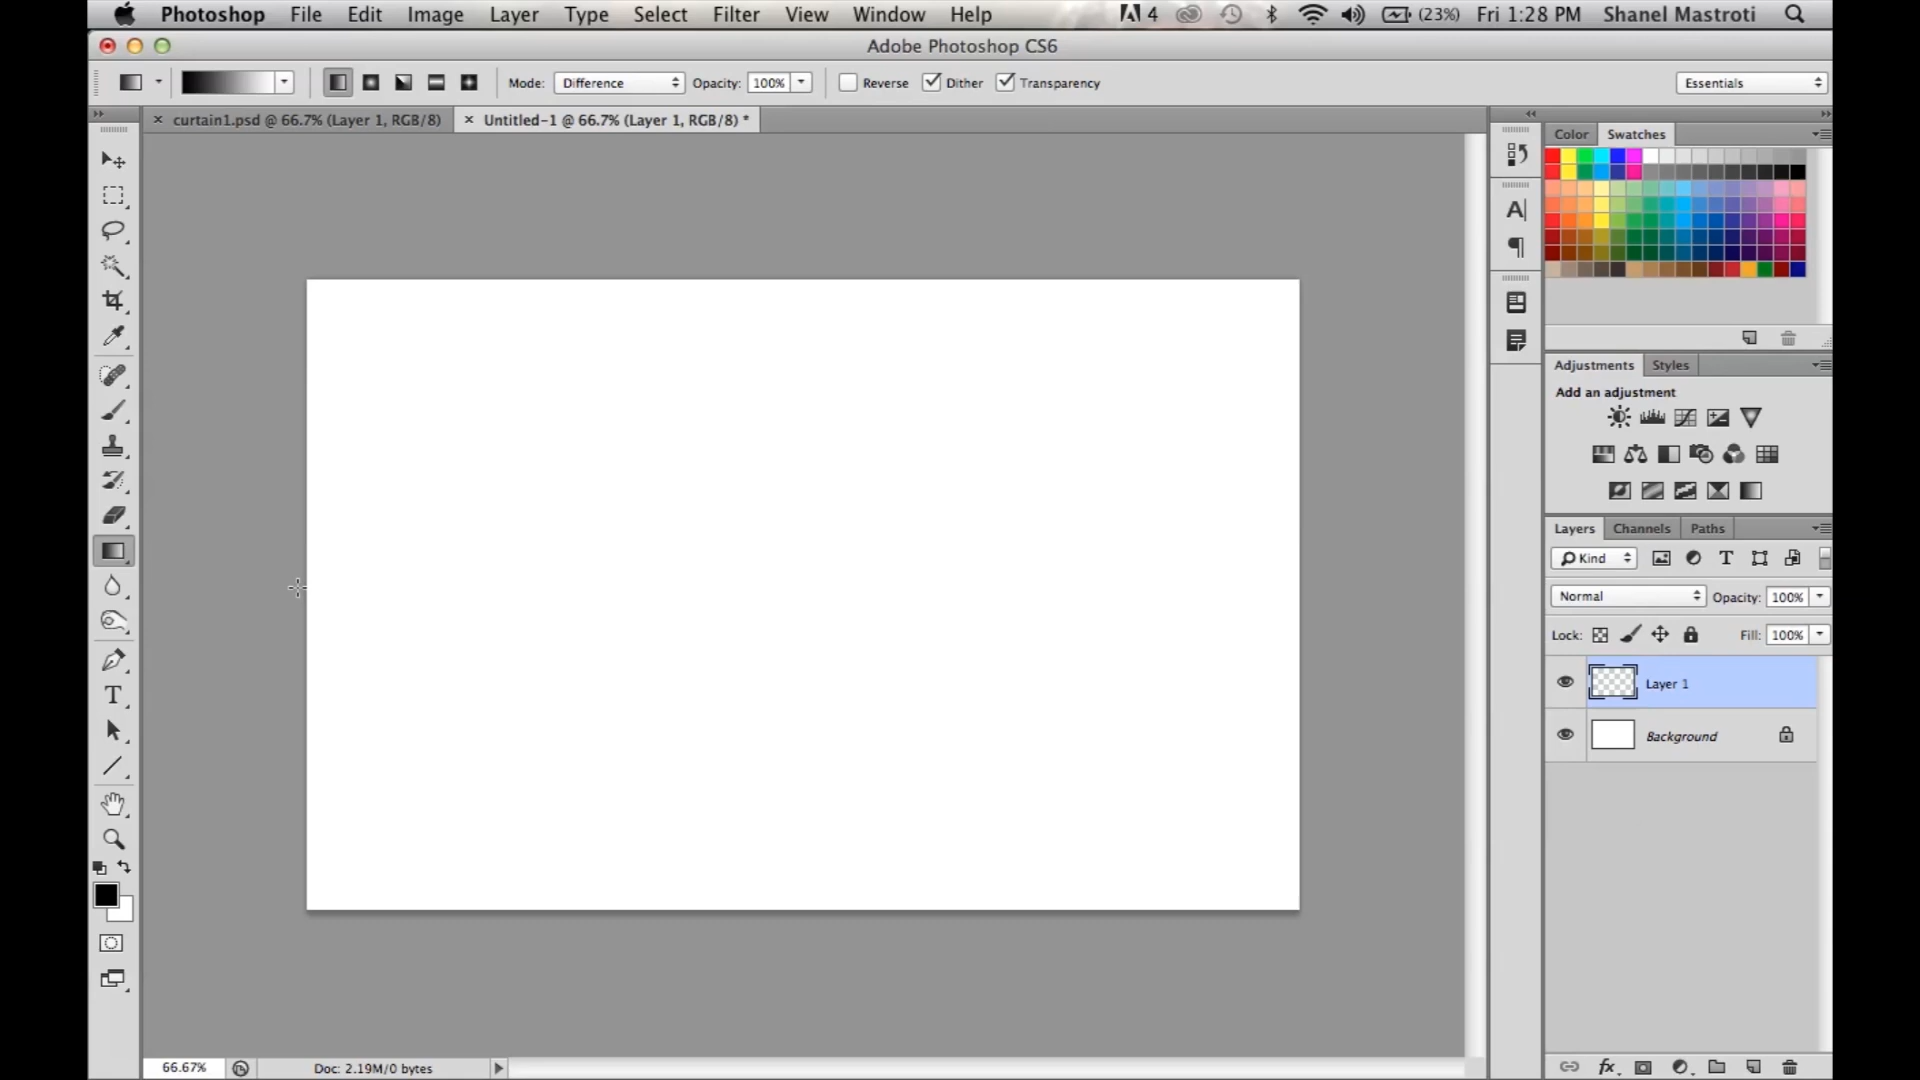 Photoshop File Edit Image Layer Type Select Filter View Window Help 4 (23%) Fri 1:28 PM Shanel Mastroti
Adobe Photoshop CS6
Mode: Difference Opacity: 100% Reverse Dither Transparency Essentials
× curtain1.psd @ 66.7% (Layer 1, RGB/8) × Untitled-1 @ 66.7% (Layer 1, RGB/8) *
Color Swatches
Adjustments Styles
Add an adjustment
Layers Channels Paths
Kind
Normal Opacity: 100%
Lock: Fill: 100%
Layer 1
Background
66.67% Doc: 2.19M/0 bytes